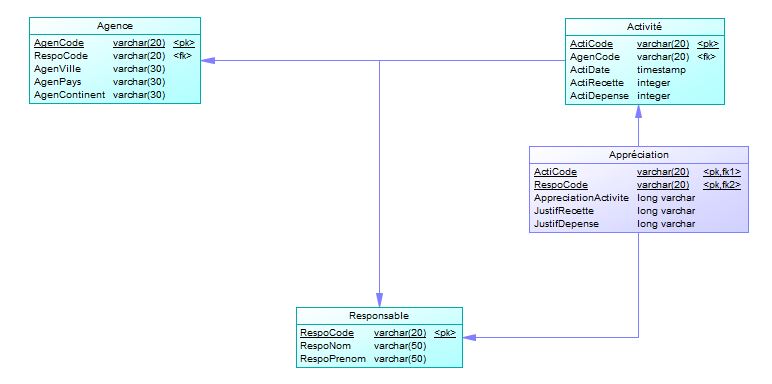 Agence
AgenCode varchar(20) <pk>
RespoCode varchar(20) <fk>
AgenVille varchar(30)
AgenPays varchar(30)
AgenContinent varchar(30)
Activité
ActiCode varchar(20) <pk>
AgenCode varchar(20) <fk>
ActiDate timestamp
ActiRecette integer
ActiDepense integer
Appréciation
ActiCode varchar(20) <pk,fk1>
RespoCode varchar(20) <pk,fk2>
AppreciationActivite long varchar
JustifRecette long varchar
JustifDepense long varchar
Responsable
RespoCode varchar(20) <pk>
RespoNom varchar(50)
RespoPrenom varchar(50)